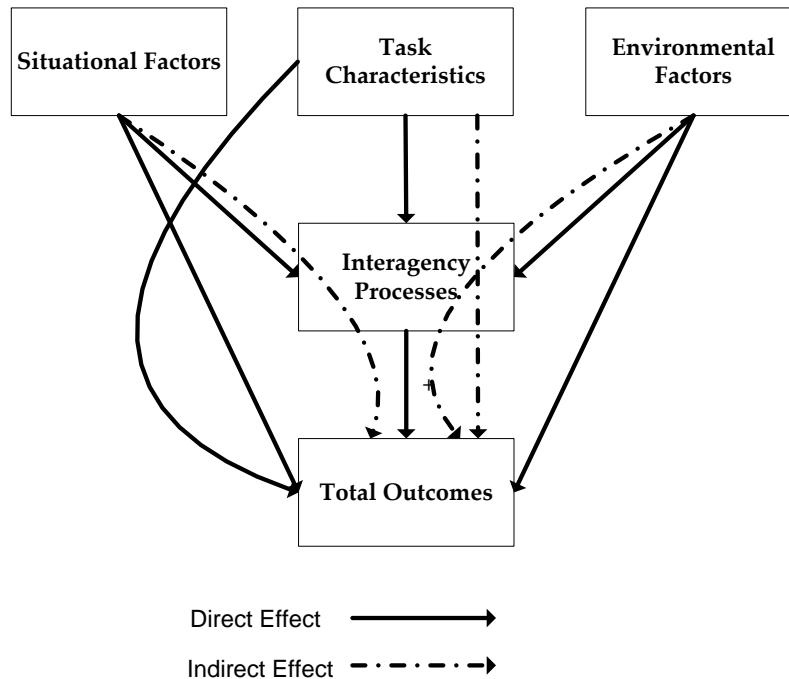 Situational Factors
Task
Characteristics
Environmental
Factors
Interagency
Processes
Total Outcomes
Direct Effect
Indirect Effect